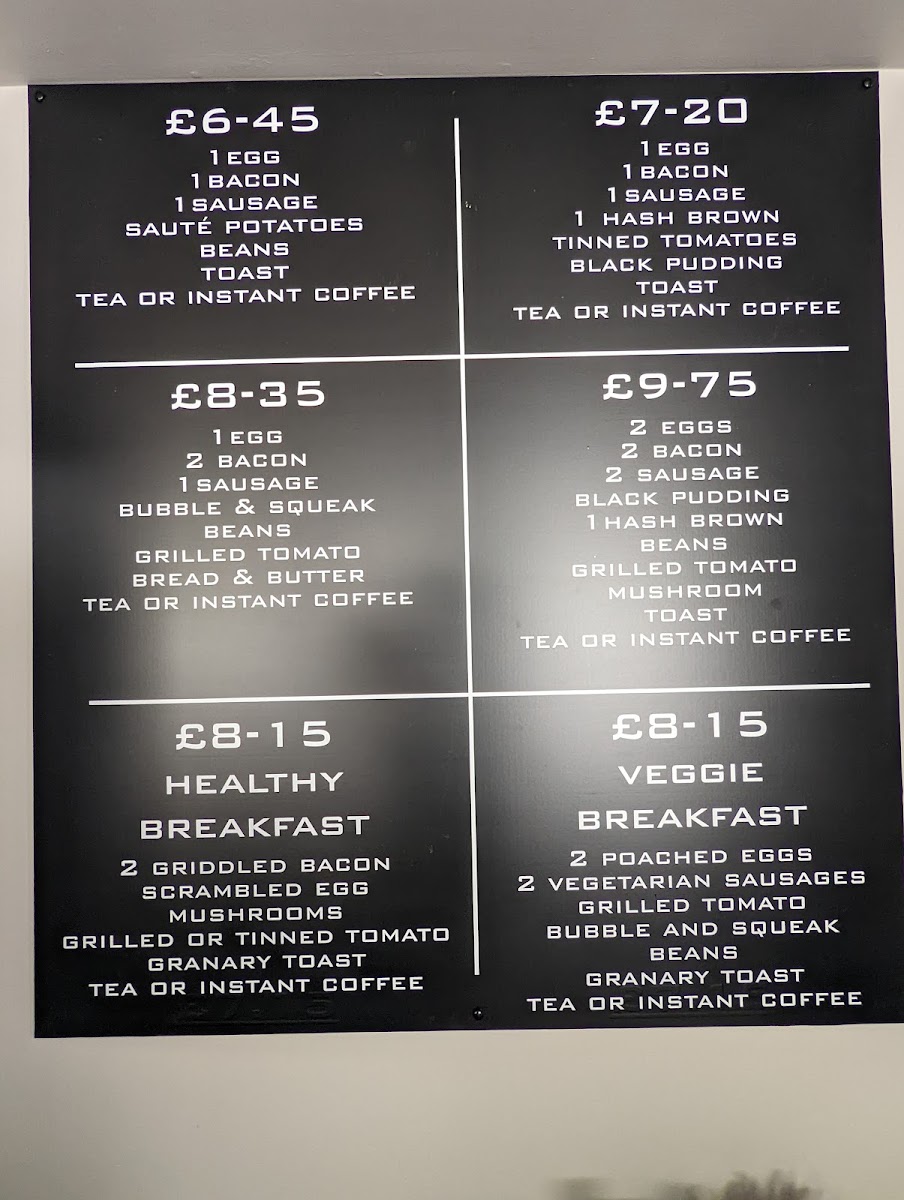 £6-45
1 EGG
1 BACON
1 SAUSAGE
SAUTÉ POTATOES
BEANS
TOAST
TEA OR INSTANT COFFEE
£7-20
1 EGG
1 BACON
1 SAUSAGE
1 HASH BROWN
TINNED TOMATOES
BLACK PUDDING
TOAST
TEA OR INSTANT COFFEE
£8-35
1 EGG
2 BACON
1 SAUSAGE
BUBBLE & SQUEAK
BEANS
GRILLED TOMATO
BREAD & BUTTER
TEA OR INSTANT COFFEE
£9-75
2 EGGS
2 BACON
2 SAUSAGE
BLACK PUDDING
1 HASH BROWN
BEANS
GRILLED TOMATO
MUSHROOM
TOAST
TEA OR INSTANT COFFEE
£8-15
HEALTHY
BREAKFAST
2 GRIDDLED BACON
SCRAMBLED EGG
MUSHROOMS
GRILLED OR TINNED TOMATO
GRANARY TOAST
TEA OR INSTANT COFFEE
£8-15
VEGGIE
BREAKFAST
2 POACHED EGGS
2 VEGETARIAN SAUSAGES
GRILLED TOMATO
BUBBLE AND SQUEAK
BEANS
GRANARY TOAST
TEA OR INSTANT COFFEE